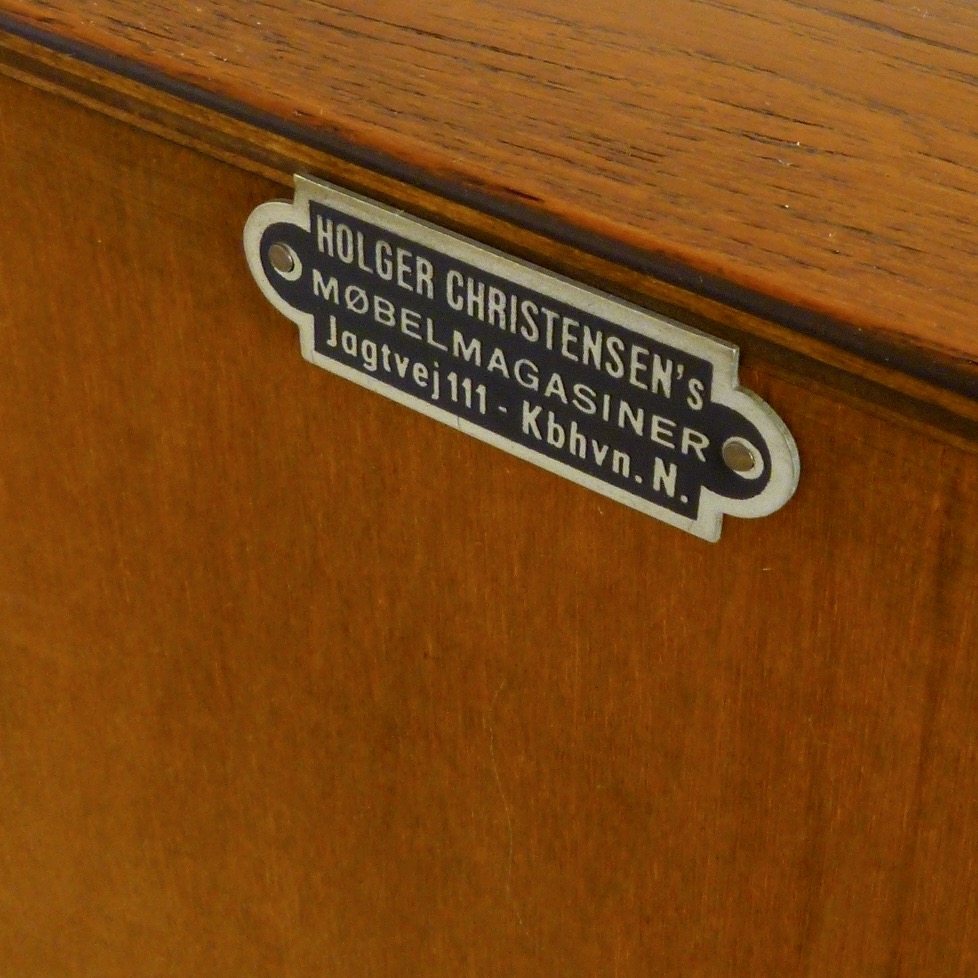 HOLGER CHRISTENSEN's
MØBELMAGASINER
Jagtvej 111 - Kbhvn. N.